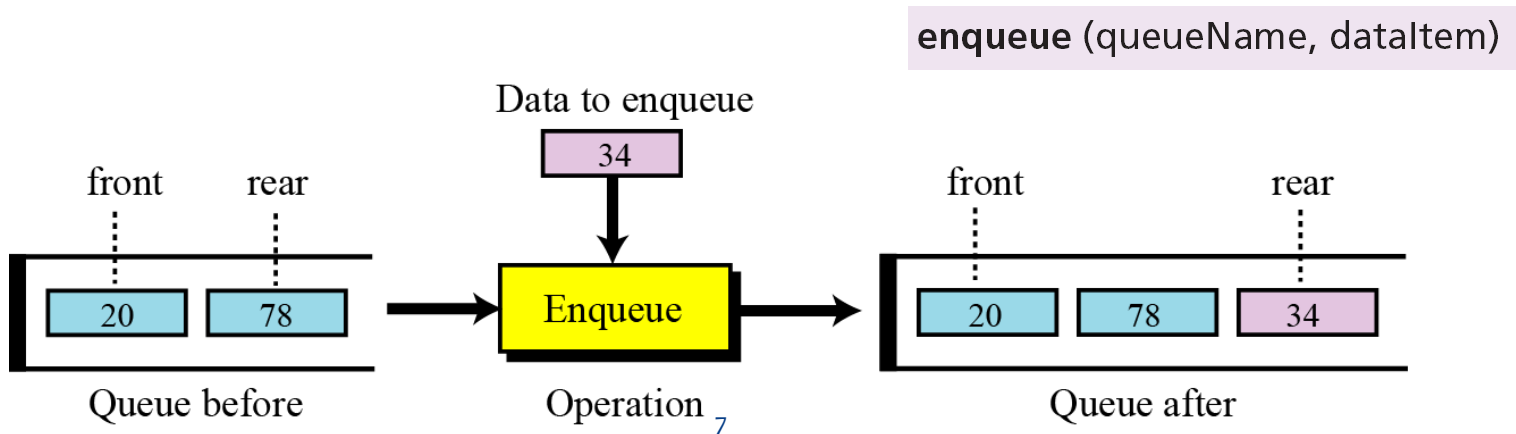 enqueue (queueName, dataItem)
Data to enqueue
34
front rear
20 78
Queue before
Enqueue
Operation
7
front rear
20 78 34
Queue after